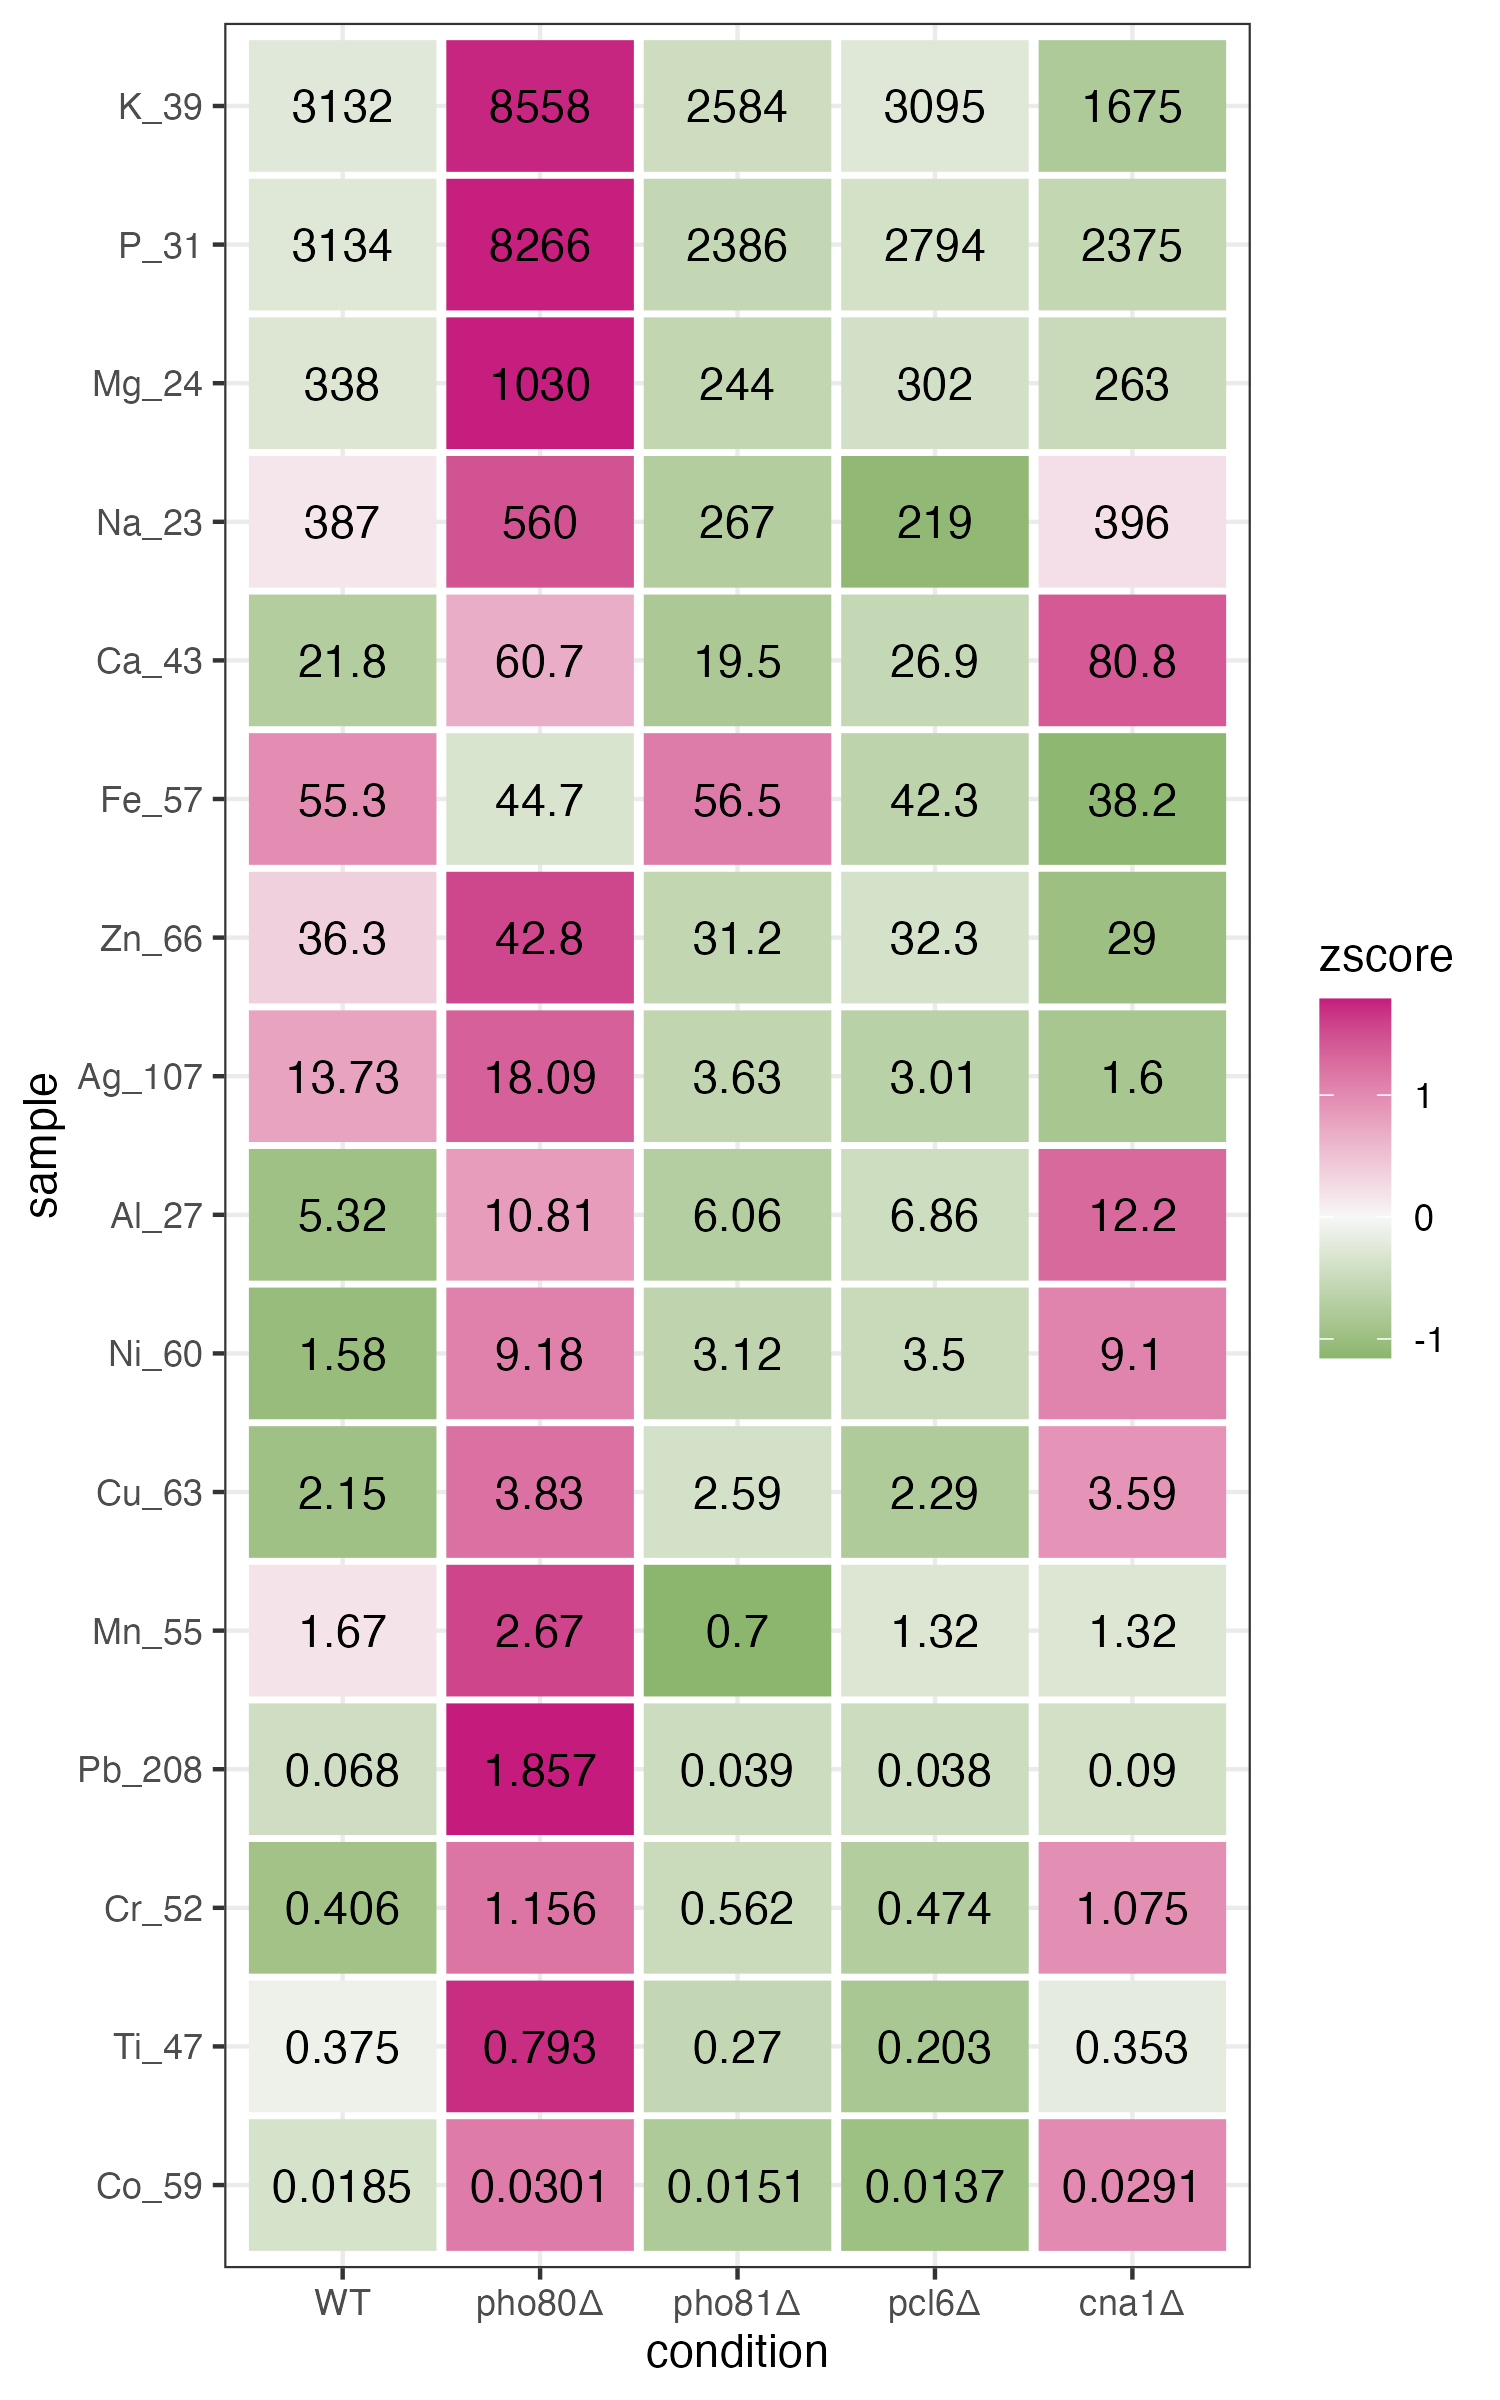 K_39 3132 8558 2584 3095 1675
P_31 3134 8266 2386 2794 2375
Mg_24 338 1030 244 302 263
Na_23 387 560 267 219 396
Ca_43 21.8 60.7 19.5 26.9 80.8
Fe_57 55.3 44.7 56.5 42.3 38.2
Zn_66 36.3 42.8 31.2 32.3 29
Ag_107 13.73 18.09 3.63 3.01 1.6
Al_27 5.32 10.81 6.06 6.86 12.2
Ni_60 1.58 9.18 3.12 3.5 9.1
Cu_63 2.15 3.83 2.59 2.29 3.59
Mn_55 1.67 2.67 0.7 1.32 1.32
Pb_208 0.068 1.857 0.039 0.038 0.09
Cr_52 0.406 1.156 0.562 0.474 1.075
Ti_47 0.375 0.793 0.27 0.203 0.353
Co_59 0.0185 0.0301 0.0151 0.0137 0.0291
WT pho80Δ pho81Δ pcl6Δ cna1Δ
condition
sample
zscore
1
0
-1